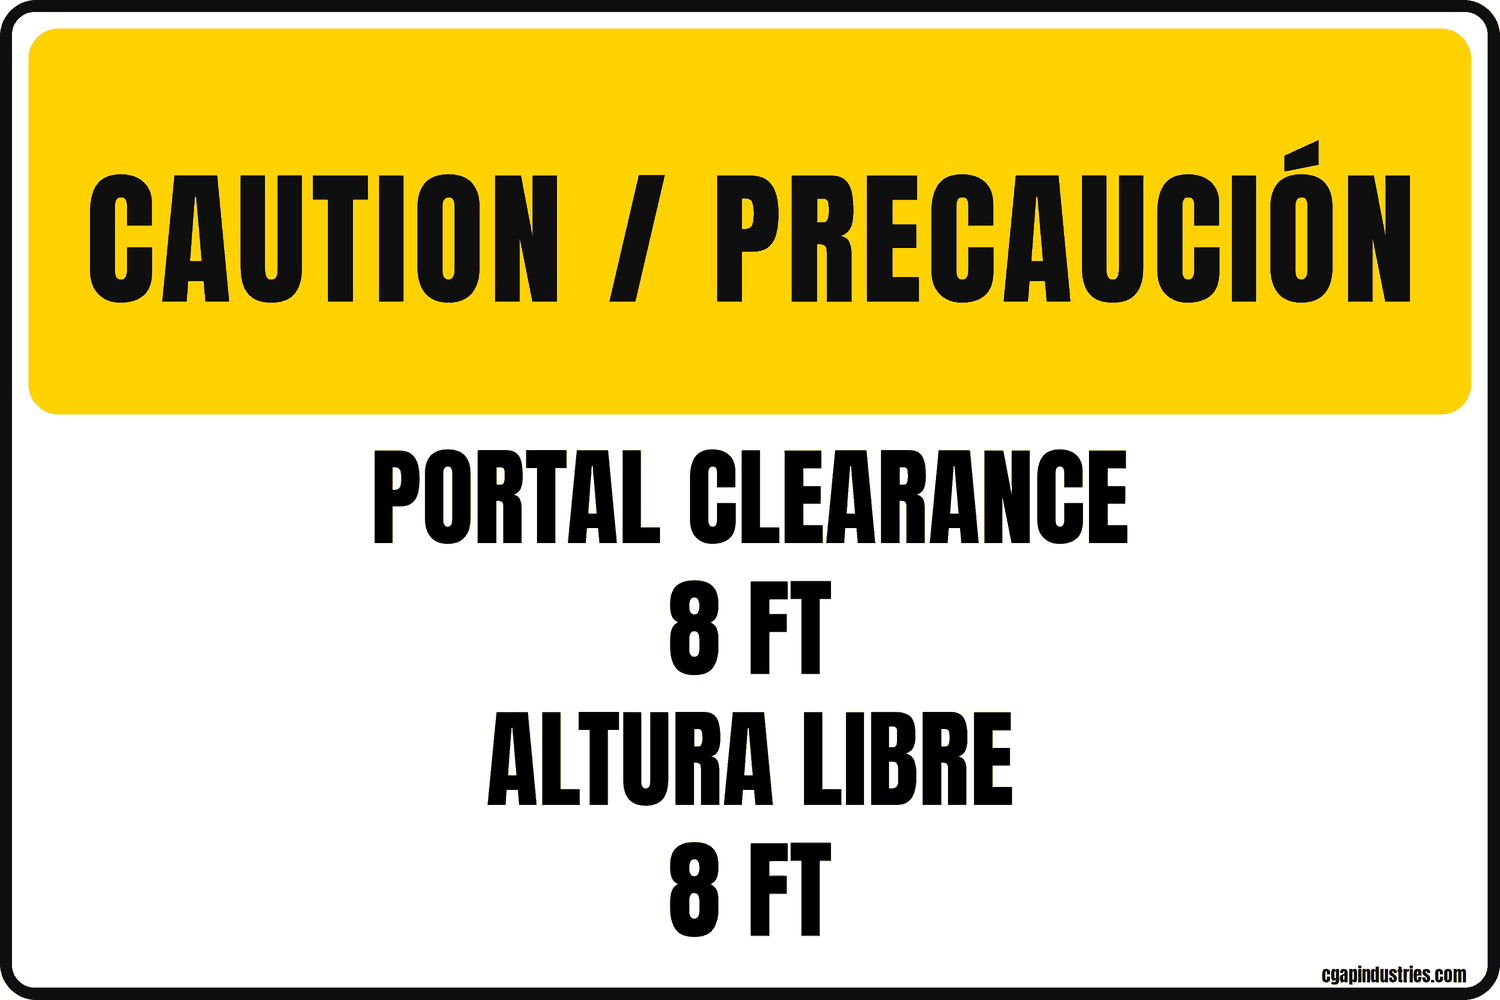 CAUTION / PRECAUCIÓN
PORTAL CLEARANCE
8 FT
ALTURA LIBRE
8 FT
cgapindustries.com